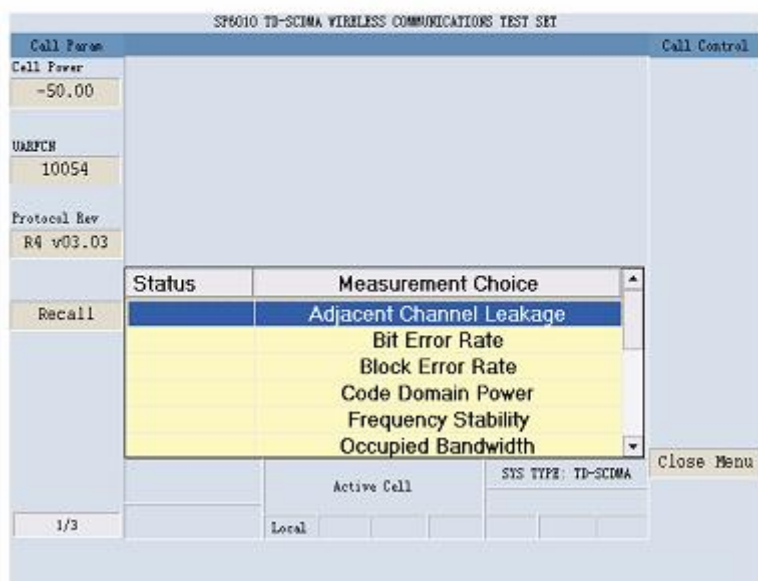 SP6010 TD-SCDMA WIRELESS COMMUNICATIONS TEST SET
Call Param
Call Control
Cell Power
-50.00
UARFCN
10054
Protocol Rev
R4 v03.03
Recall
Status
Measurement Choice
Adjacent Channel Leakage
Bit Error Rate
Block Error Rate
Code Domain Power
Frequency Stability
Occupied Bandwidth
Close Menu
Active Cell
SYS TYPE: TD-SCDMA
1/3
Local